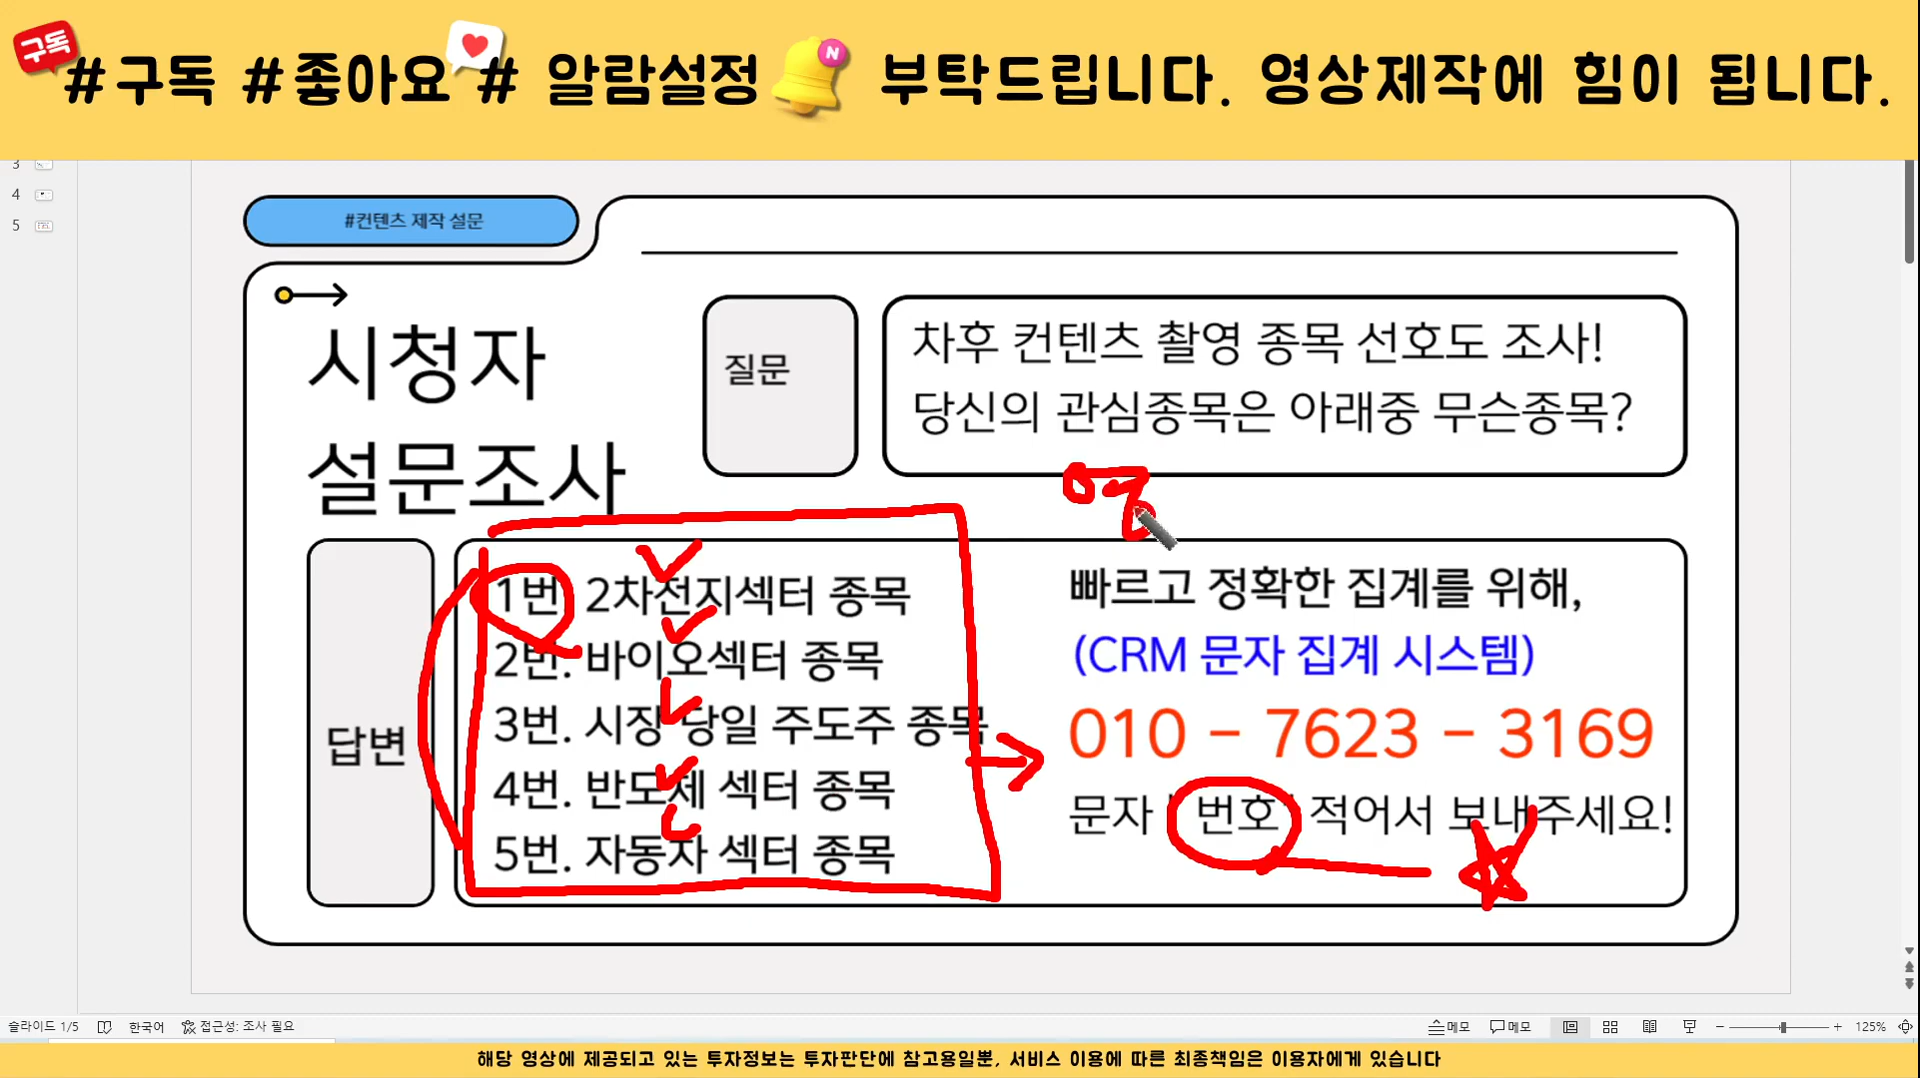 구독
#구독 #좋아요 # 알람설정 부탁드립니다. 영상제작에 힘이 됩니다.
N
3
4
5
#컨텐츠 제작 설문
시청자
설문조사
질문
차후 컨텐츠 촬영 종목 선호도 조사!
당신의 관심종목은 아래중 무슨종목?
답변
1번. 2차전지섹터 종목
2번. 바이오섹터 종목
3번. 시장 당일 주도주 종목
4번. 반도체 섹터 종목
5번. 자동차 섹터 종목
빠르고 정확한 집계를 위해,
(CRM 문자 집계 시스템)
010 - 7623 - 3169
문자 '번호' 적어서 보내주세요!
슬라이드 1/5 한국어 접근성: 조사 필요 메모 메모 125%
해당 영상에 제공되고 있는 투자정보는 투자판단에 참고용일뿐, 서비스 이용에 따른 최종책임은 이용자에게 있습니다